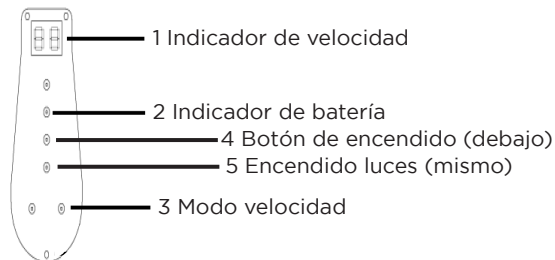 1 Indicador de velocidad
2 Indicador de batería
4 Botón de encendido (debajo)
5 Encendido luces (mismo)
3 Modo velocidad